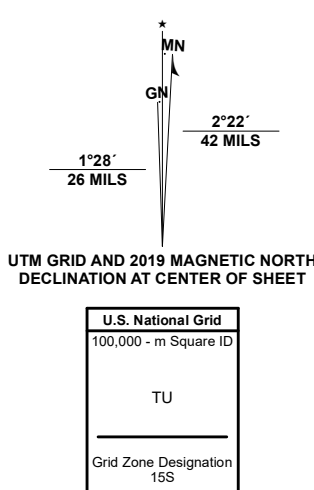 MN
GN
2°22´
42 MILS
1°28´
26 MILS
UTM GRID AND 2019 MAGNETIC NORTH
DECLINATION AT CENTER OF SHEET
U.S. National Grid
100,000 - m Square ID
TU
Grid Zone Designation
15S